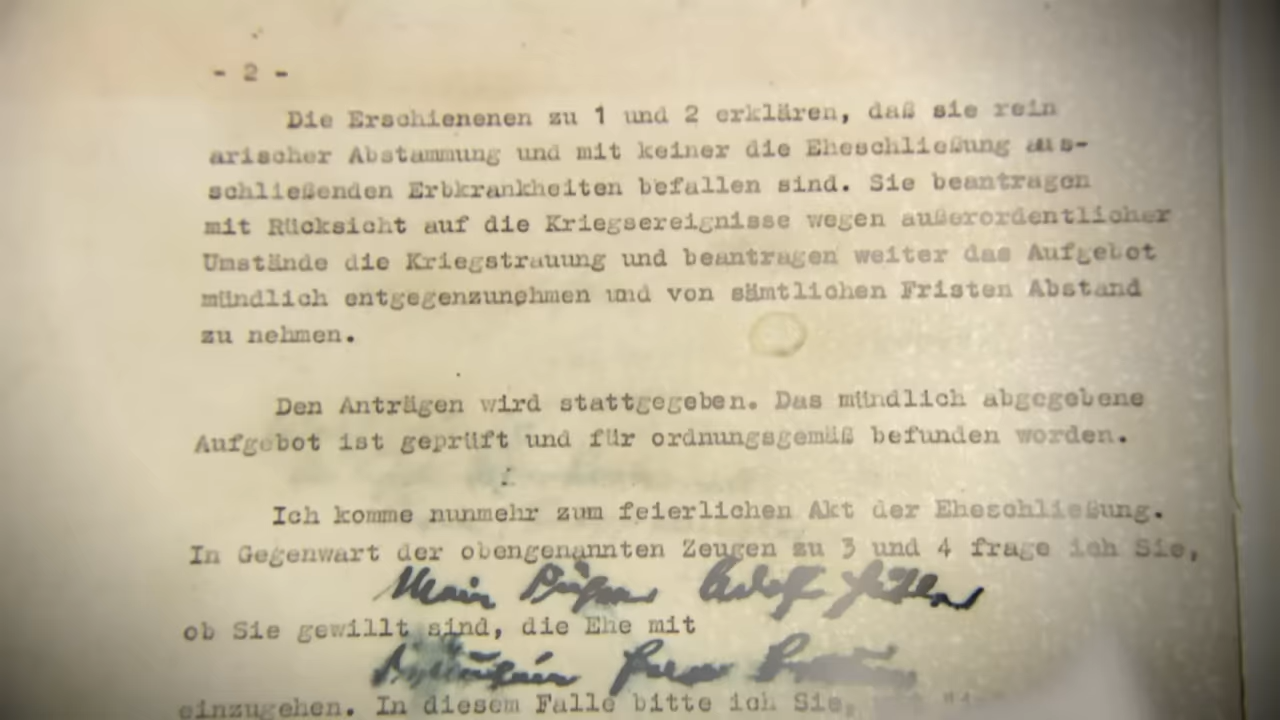 - 2 -
Die Erschienenen zu 1 und 2 erklären, daß sie rein
arischer Abstammung und mit keiner die Eheschließung aus-
schließenden Erbkrankheiten befallen sind. Sie beantragen
mit Rücksicht auf die Kriegsereignisse wegen außerordentlicher
Umstände die Kriegstrauung und beantragen weiter das Aufgebot
mündlich entgegenzunehmen und von sämtlichen Fristen Abstand
zu nehmen.
Den Anträgen wird stattgegeben. Das mündlich abgegebene
Aufgebot ist geprüft und für ordnungsgemäß befunden worden.
Ich komme nunmehr zum feierlichen Akt der Eheschließung.
In Gegenwart der obengenannten Zeugen zu 3 und 4 frage ich Sie,
Mein Führer Adolf Hitler
ob Sie gewillt sind, die Ehe mit
Fräulein Eva Braun
einzugehen. In diesem Falle bitte ich Sie,